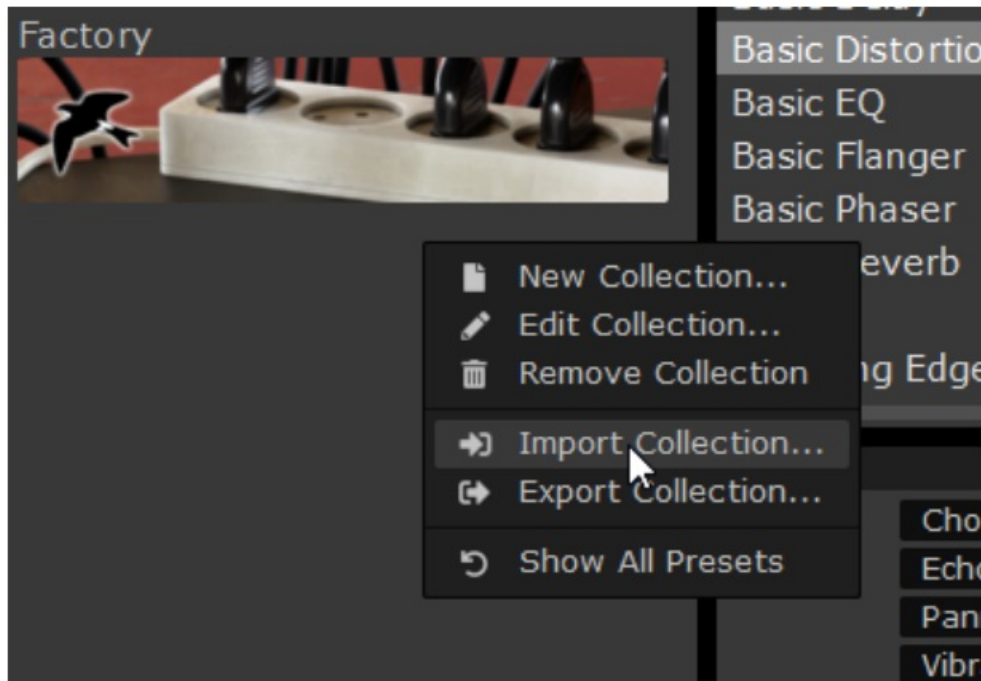 Factory
Basic Distortio
Basic EQ
Basic Flanger
Basic Phaser
everb
ng Edge
New Collection...
Edit Collection...
Remove Collection
Import Collection...
Export Collection...
Show All Presets
Cho
Echo
Pan
Vibr